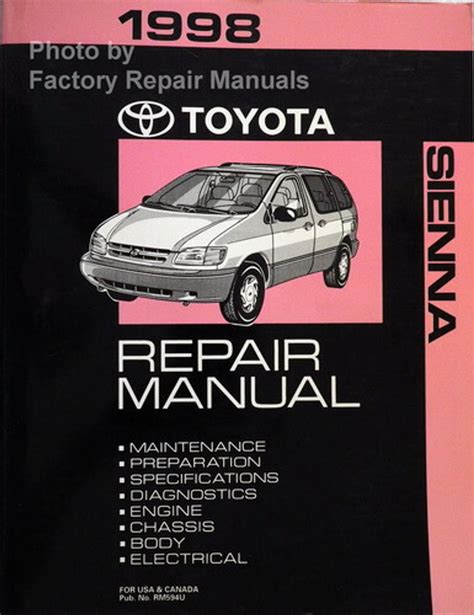 1998
Photo by
Factory Repair Manuals
TOYOTA
SIENNA
REPAIR
MANUAL
MAINTENANCE
PREPARATION
SPECIFICATIONS
DIAGNOSTICS
ENGINE
CHASSIS
BODY
ELECTRICAL
FOR USA & CANADA
Pub. No. RM594U